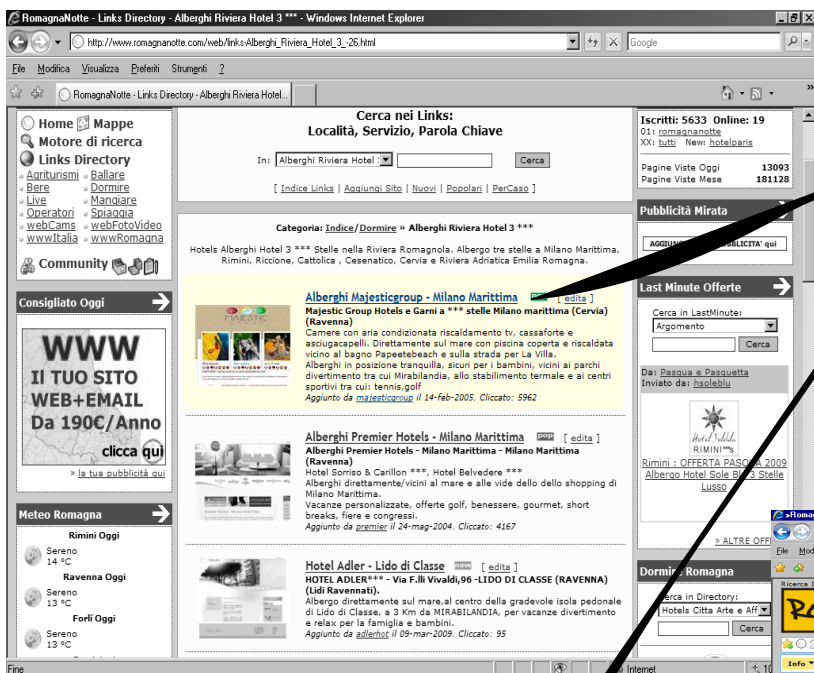 RomagnaNotte - Links Directory - Alberghi Riviera Hotel 3 *** - Windows Internet Explorer
http://www.romagnanotte.com/web/links-Alberghi_Riviera_Hotel_3_-26.html
Google
File Modifica Visualizza Preferiti Strumenti ?
RomagnaNotte - Links Directory - Alberghi Riviera Hotel...
Home Mappe
Motore di ricerca
Links Directory
Agriturismi Ballare
Bere Dormire
Live Mangiare
Operatori Spiaggia
webCams webFotoVideo
wwwItalia wwwRomagna
Community
Consigliato Oggi
WWW
Il TUO SITO
WEB+EMAIL
Da 190€/Anno
clicca qui
» la tua pubblicità qui
Meteo Romagna
Rimini Oggi
Sereno
14 °C
Ravenna Oggi
Sereno
13 °C
Forlì Oggi
Sereno
13 °C
Cerca nei Links:
Località, Servizio, Parola Chiave
In: Alberghi Riviera Hotel Cerca
[ Indice Links | Aggiungi Sito | Nuovi | Popolari | PerCaso ]
Categoria: Indice/Dormire » Alberghi Riviera Hotel 3 ***
Hotels Alberghi Hotel 3 *** Stelle nella Riviera Romagnola. Albergo tre stelle a Milano Marittima,
Rimini, Riccione, Cattolica , Cesenatico, Cervia e Riviera Adriatica Emilia Romagna.
MAJESTIC
Alberghi Majesticgroup - Milano Marittima [ edita ]
Majestic Group Hotels e Garni a *** stelle Milano marittima (Cervia)
(Ravenna)
Camere con aria condizionata riscaldamento tv, cassaforte e
asciugacapelli. Direttamente sul mare con piscina coperta e riscaldata
vicino al bagno Papeetebeach e sulla strada per La Villa.
Alberghi in posizione tranquilla, sicuri per i bambini, vicini ai parchi
divertimento tra cui Mirabilandia, allo stabilimento termale e ai centri
sportivi tra cui: tennis,golf
Aggiunto da majesticgroup il 14-feb-2005. Cliccato: 5962
Alberghi Premier Hotels - Milano Marittima pop [ edita ]
Alberghi Premier Hotels - Milano Marittima - Milano Marittima
(Ravenna)
Hotel Sorriso & Carillon ***, Hotel Belvedere ***
Alberghi direttamente/vicini al mare e alle vide dello dello shopping di
Milano Marittima.
Vacanze personalizzate, offerte golf, benessere, gourmet, short
breaks, fiere e congressi.
Aggiunto da premier il 24-mag-2004. Cliccato: 4167
Hotel Adler - Lido di Classe new [ edita ]
HOTEL ADLER*** - Via F.lli Vivaldi,96 -LIDO DI CLASSE (RAVENNA)
(Lidi Ravennati).
Albergo direttamente sul mare,al centro della gradevole isola pedonale
di Lido di Classe, a 3 Km da MIRABILANDIA, per vacanze divertimento
e relax per la famiglia e bambini.
Aggiunto da adlerhot il 09-mar-2009. Cliccato: 95
Iscritti: 5633 Online: 19
01: romagnanotte
XX: tutti New: hotelparis
Pagine Viste Oggi 13093
Pagine Viste Mese 181128
Pubblicità Mirata
qui
Last Minute Offerte
Cerca in LastMinute:
Argomento
Cerca
Da: Pasqua e Pasquetta
Inviato da: hsoleblu
Hotel Soleblu
RIMINI
Rimini : OFFERTA PASQUA 2009
Albergo Hotel Sole Blu 3 Stelle
Lusso
» ALTRE OFF
Dormire Romagna
Cerca in Directory:
Hotels Citta Arte e Aff
Cerca
Fine
Internet
File
Info